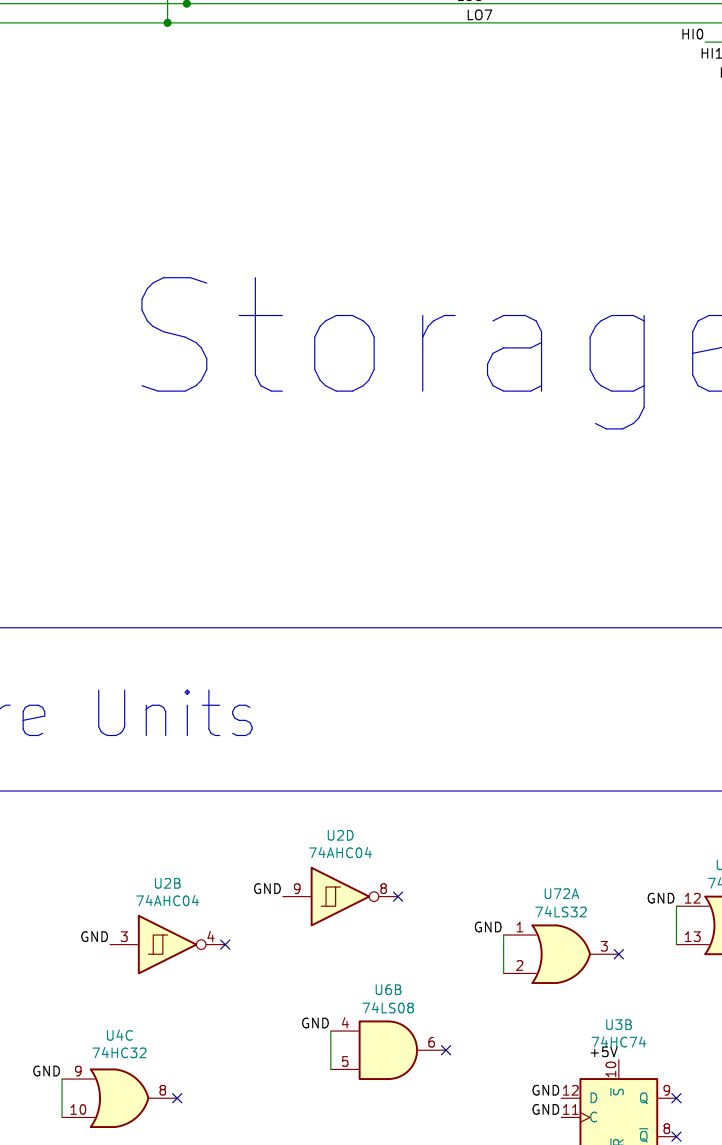 LO7
HI0
HI1
Storage
re Units
U2D
74AHC04
GND 9 8
U2B
74AHC04
GND 3 4
U72A
74LS32
GND 1
2
3
GND 12
13
U6B
74LS08
GND 4
5
6
U4C
74HC32
GND 9
10
8
U3B
74HC74
+5V
10
S
GND 12 D Q 9
GND 11 C
Q 8
R